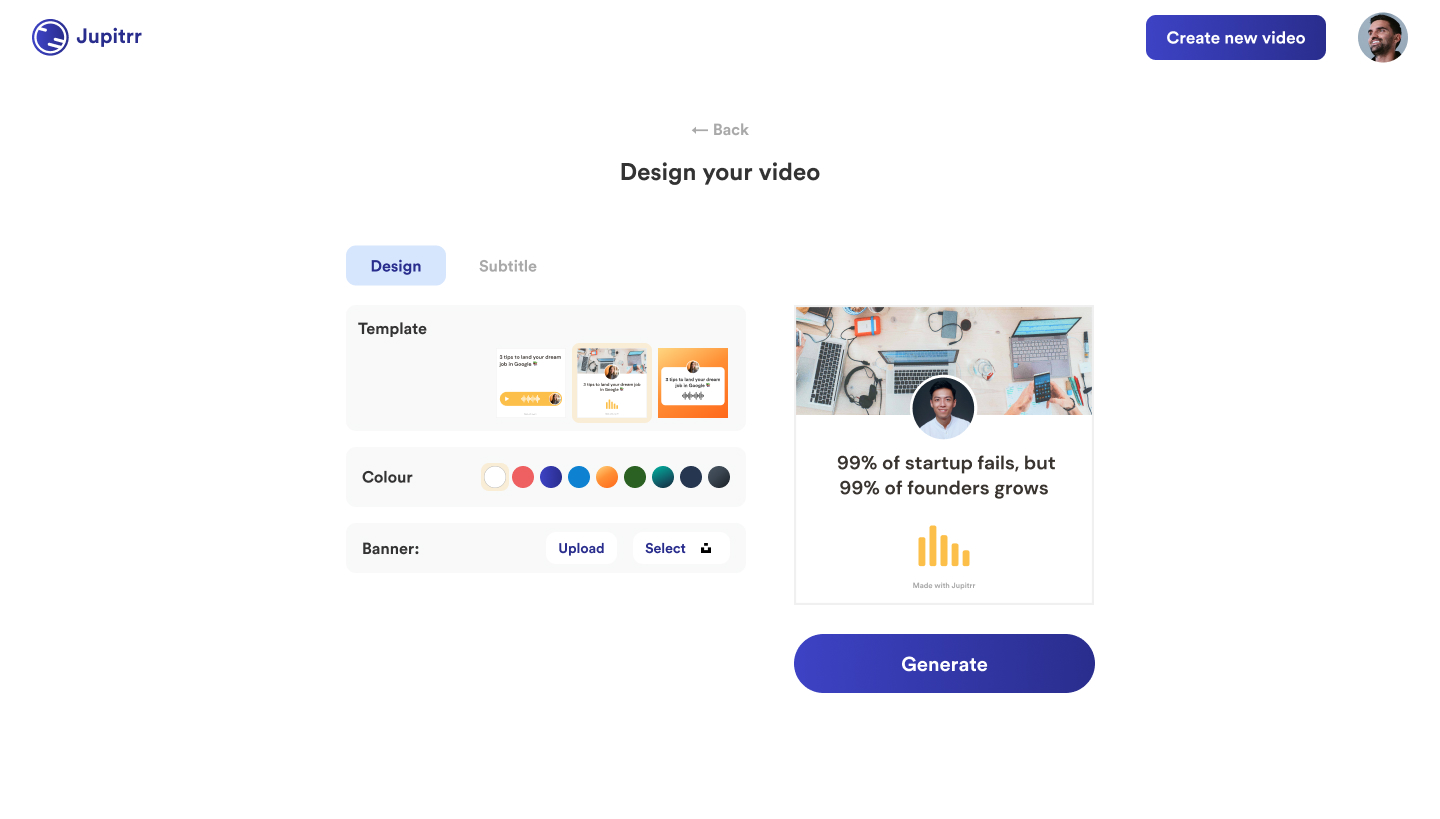 Jupitrr
Create new video
← Back
Design your video
Design
Subtitle
Template
3 tips to land your dream
job in Google
3 tips to land your dream job
in Google
3 tips to land your dream
job in Google
Colour
Banner:
Upload
Select
99% of startup fails, but
99% of founders grows
Made with Jupitrr
Generate